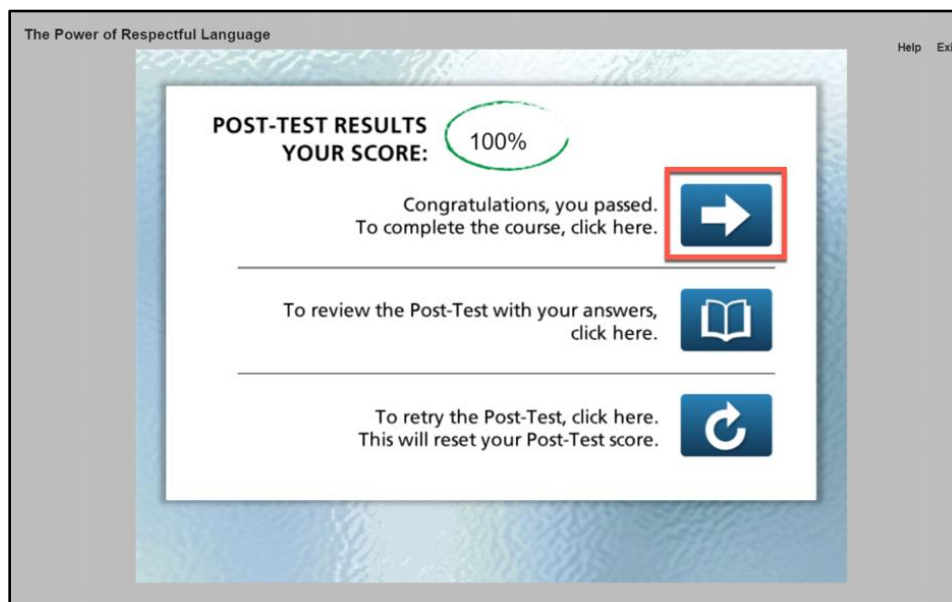 The Power of Respectful Language
Help
POST-TEST RESULTS
YOUR SCORE:
100%
Congratulations, you passed.
To complete the course, click here.
To review the Post-Test with your answers,
click here.
To retry the Post-Test, click here.
This will reset your Post-Test score.